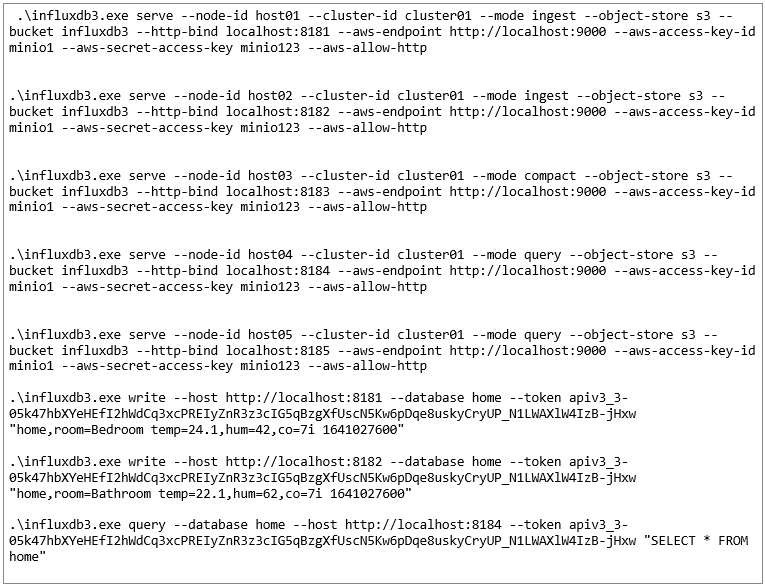 .\influxdb3.exe serve --node-id host01 --cluster-id cluster01 --mode ingest --object-store s3 --
bucket influxdb3 --http-bind localhost:8181 --aws-endpoint http://localhost:9000 --aws-access-key-id
minio1 --aws-secret-access-key minio123 --aws-allow-http
.\influxdb3.exe serve --node-id host02 --cluster-id cluster01 --mode ingest --object-store s3 --
bucket influxdb3 --http-bind localhost:8182 --aws-endpoint http://localhost:9000 --aws-access-key-id
minio1 --aws-secret-access-key minio123 --aws-allow-http
.\influxdb3.exe serve --node-id host03 --cluster-id cluster01 --mode compact --object-store s3 --
bucket influxdb3 --http-bind localhost:8183 --aws-endpoint http://localhost:9000 --aws-access-key-id
minio1 --aws-secret-access-key minio123 --aws-allow-http
.\influxdb3.exe serve --node-id host04 --cluster-id cluster01 --mode query --object-store s3 --
bucket influxdb3 --http-bind localhost:8184 --aws-endpoint http://localhost:9000 --aws-access-key-id
minio1 --aws-secret-access-key minio123 --aws-allow-http
.\influxdb3.exe serve --node-id host05 --cluster-id cluster01 --mode query --object-store s3 --
bucket influxdb3 --http-bind localhost:8185 --aws-endpoint http://localhost:9000 --aws-access-key-id
minio1 --aws-secret-access-key minio123 --aws-allow-http
.\influxdb3.exe write --host http://localhost:8181 --database home --token apiv3_3-
05k47hbXYeHEfI2hWdCq3xcPREIyZnR3z3cIG5qBzgXfUscN5Kw6pDqe8uskyCryUP_N1LWAXlW4IzB-jHxw
"home,room=Bedroom temp=24.1,hum=42,co=7i 1641027600"
.\influxdb3.exe write --host http://localhost:8182 --database home --token apiv3_3-
05k47hbXYeHEfI2hWdCq3xcPREIyZnR3z3cIG5qBzgXfUscN5Kw6pDqe8uskyCryUP_N1LWAXlW4IzB-jHxw
"home,room=Bathroom temp=22.1,hum=62,co=7i 1641027600"
.\influxdb3.exe query --database home --host http://localhost:8184 --token apiv3_3-
05k47hbXYeHEfI2hWdCq3xcPREIyZnR3z3cIG5qBzgXfUscN5Kw6pDqe8uskyCryUP_N1LWAXlW4IzB-jHxw "SELECT * FROM
home"